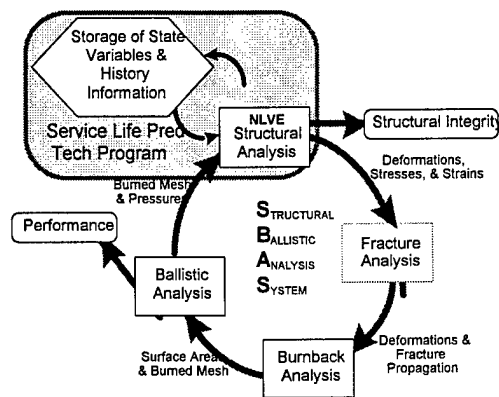 Storage of State
Variables &
History
Information
Service Life Pred
Tech Program
NLVE
Structural
Analysis
Structural Integrity
Deformations,
Stresses, & Strains
Burned Mesh
& Pressures
Performance
STRUCTURAL
BALLISTIC
ANALYSIS
SYSTEM
Fracture
Analysis
Ballistic
Analysis
Deformations &
Fracture
Propagation
Surface Area
& Burned Mesh
Burnback
Analysis